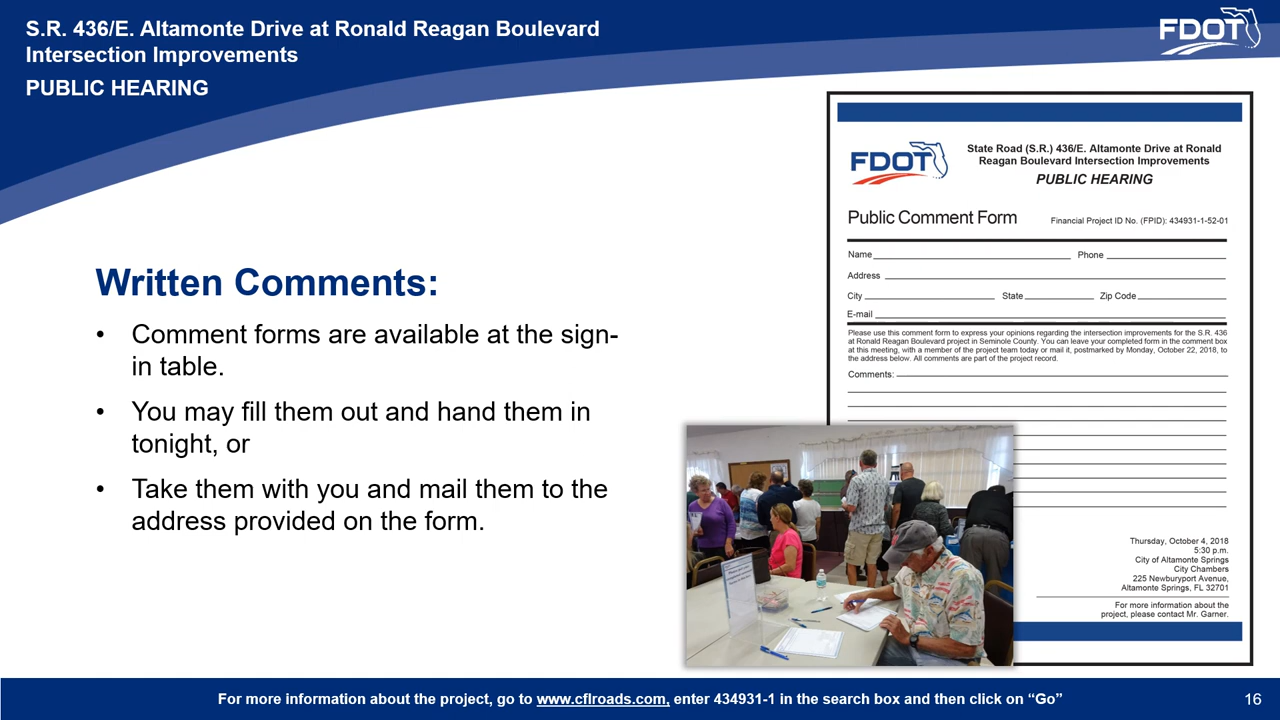 S.R. 436/E. Altamonte Drive at Ronald Reagan Boulevard
Intersection Improvements
PUBLIC HEARING
FDOT
Written Comments:
• Comment forms are available at the sign-
in table.
• You may fill them out and hand them in
tonight, or
• Take them with you and mail them to the
address provided on the form.
FDOT
State Road (S.R.) 436/E. Altamonte Drive at Ronald
Reagan Boulevard Intersection Improvements
PUBLIC HEARING
Public Comment Form
Financial Project ID No. (FPID): 434931-1-52-01
Name Phone
Address
City State Zip Code
E-mail
Please use this comment form to express your opinions regarding the intersection improvements for the S.R. 436
at Ronald Reagan Boulevard project in Seminole County. You can leave your completed form in the comment box
at this meeting, with a member of the project team today or mail it, postmarked by Monday, October 22, 2018, to
the address below. All comments are part of the project record.
Comments:
Thursday, October 4, 2018
5:30 p.m.
City of Altamonte Springs
City Chambers
225 Newburyport Avenue,
Altamonte Springs, FL 32701
For more information about the
project, please contact Mr. Garner.
For more information about the project, go to www.cflroads.com, enter 434931-1 in the search box and then click on “Go”
16